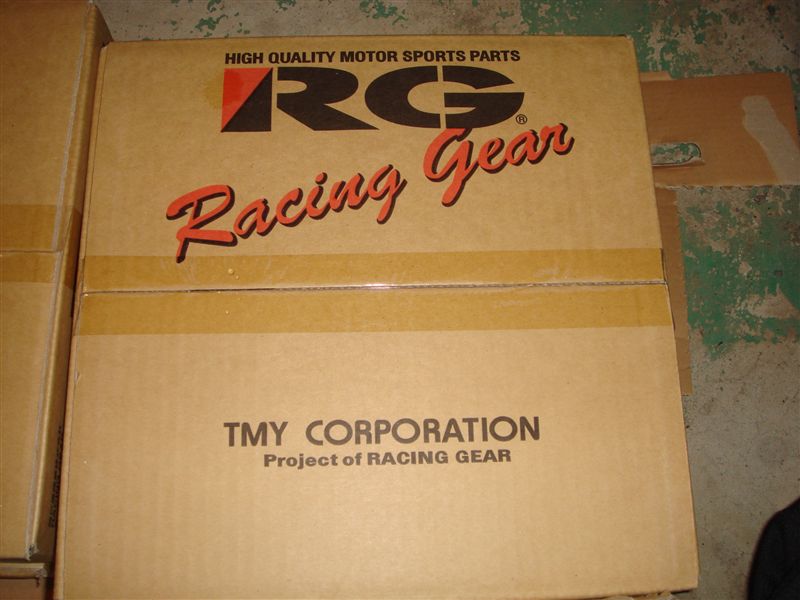 HIGH QUALITY MOTOR SPORTS PARTS
RG®
Racing Gear
TMY CORPORATION
Project of RACING GEAR